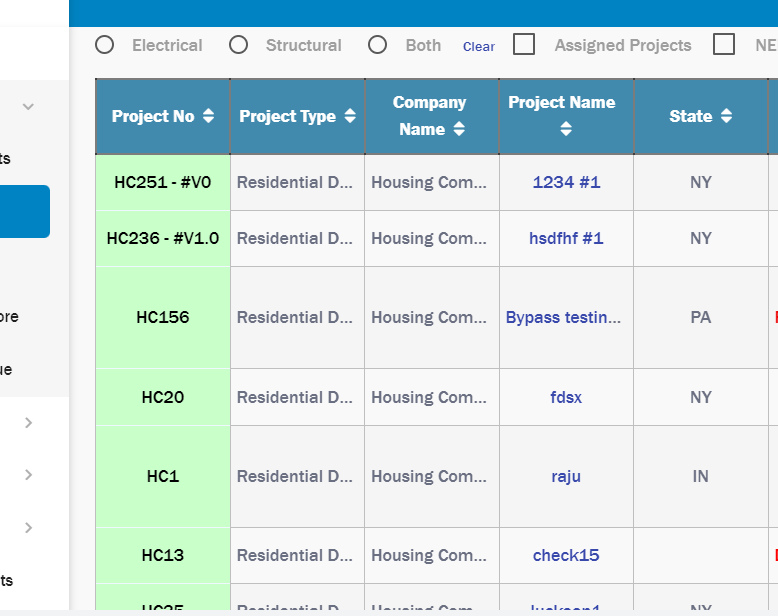 Electrical Structural Both Clear Assigned Projects NE
Project No Project Type Company Name Project Name State
ts
HC251 - #V0 Residential D... Housing Com... 1234 #1 NY
HC236 - #V1.0 Residential D... Housing Com... hsdfhf #1 NY
ore
HC156 Residential D... Housing Com... Bypass testin... PA
ue
HC20 Residential D... Housing Com... fdsx NY
HC1 Residential D... Housing Com... raju IN
HC13 Residential D... Housing Com... check15
ts
HC25 Residential D... Housing Com... NY